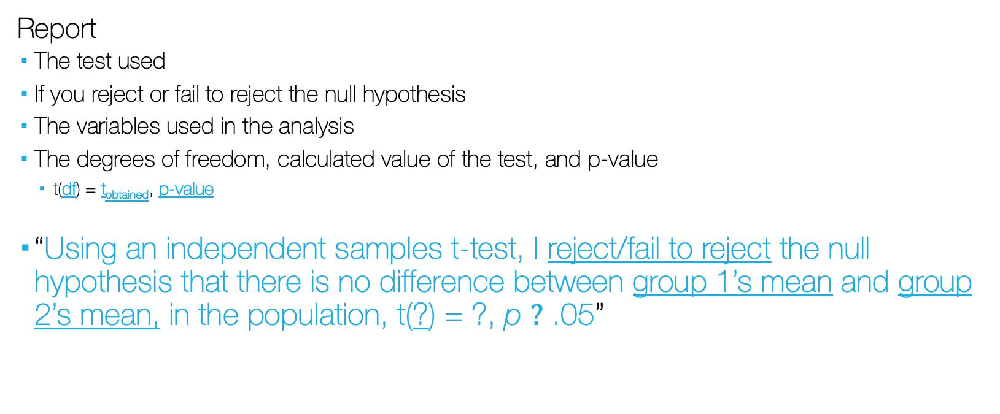 Report
▪ The test used
▪ If you reject or fail to reject the null hypothesis
▪ The variables used in the analysis
▪ The degrees of freedom, calculated value of the test, and p-value
▪ t(df) = tobtained, p-value
▪ “Using an independent samples t-test, I reject/fail to reject the null
hypothesis that there is no difference between group 1’s mean and group
2’s mean, in the population, t(?) = ?, p ? .05”